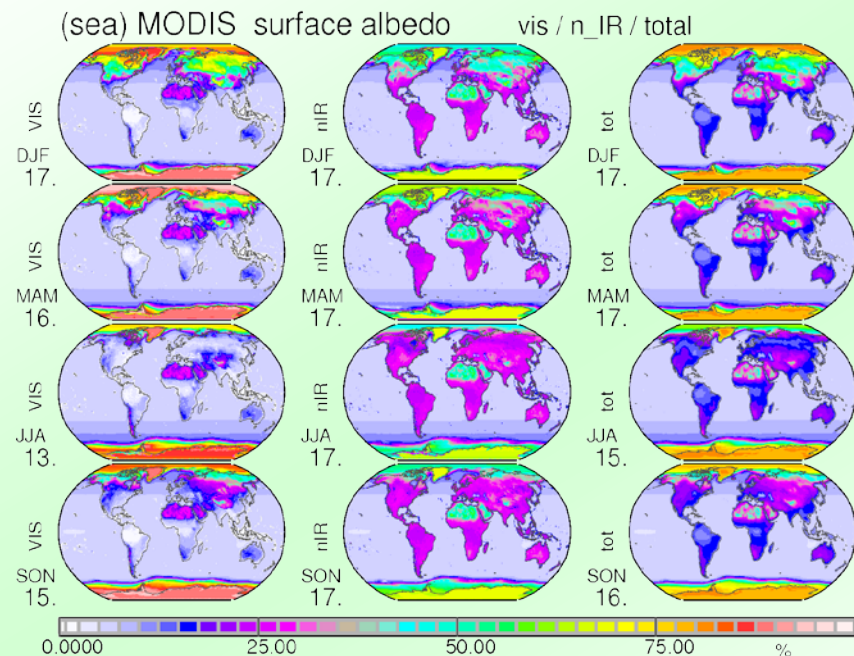 (sea) MODIS surface albedo vis / n_IR / total
VIS DJF 17. nIR DJF 17. tot DJF 17.
VIS MAM 16. nIR MAM 17. tot MAM 17.
VIS JJA 13. nIR JJA 17. tot JJA 15.
VIS SON 15. nIR SON 17. tot SON 16.
0.0000 25.00 50.00 75.00 %